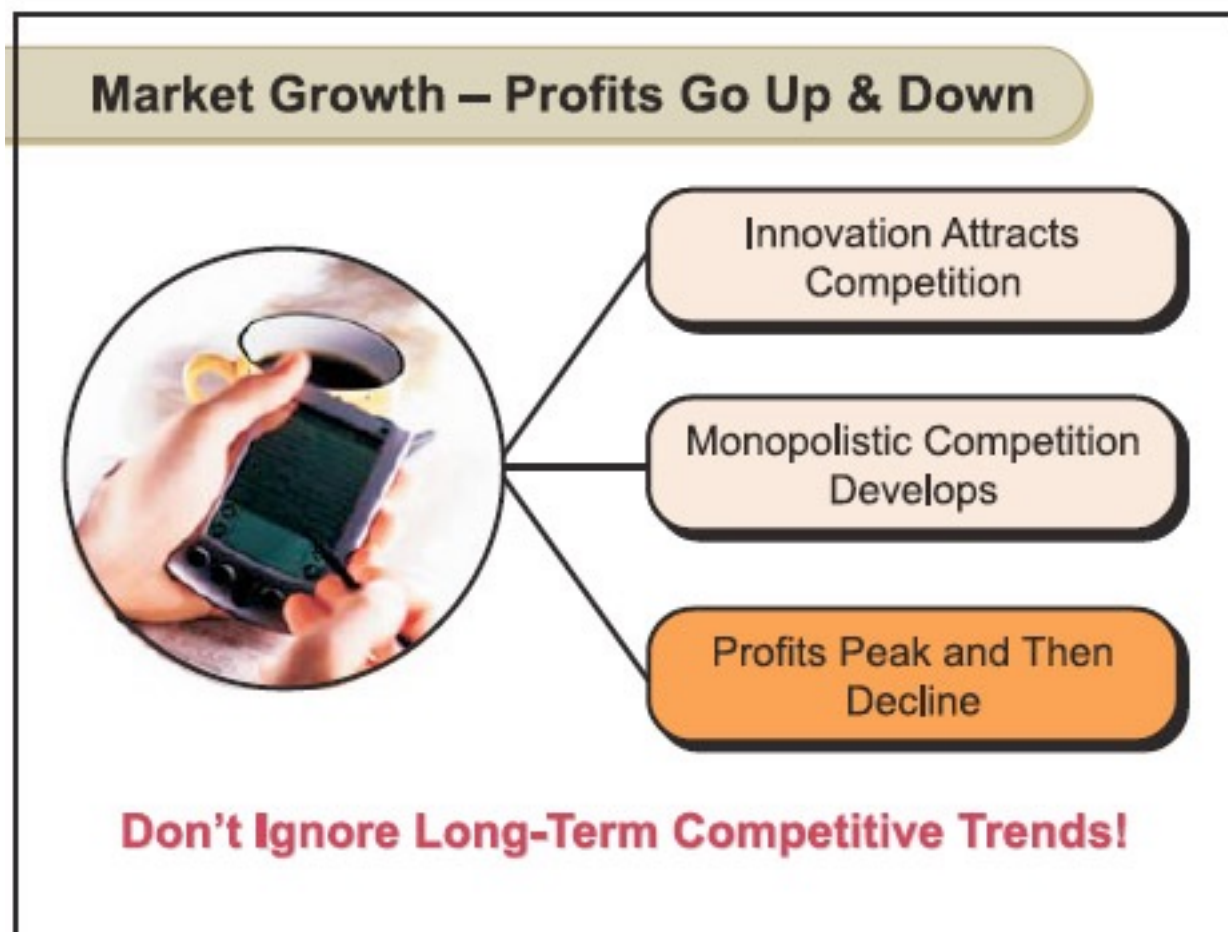 Market Growth – Profits Go Up & Down
Innovation Attracts
Competition
Monopolistic Competition
Develops
Profits Peak and Then
Decline
Don't Ignore Long-Term Competitive Trends!